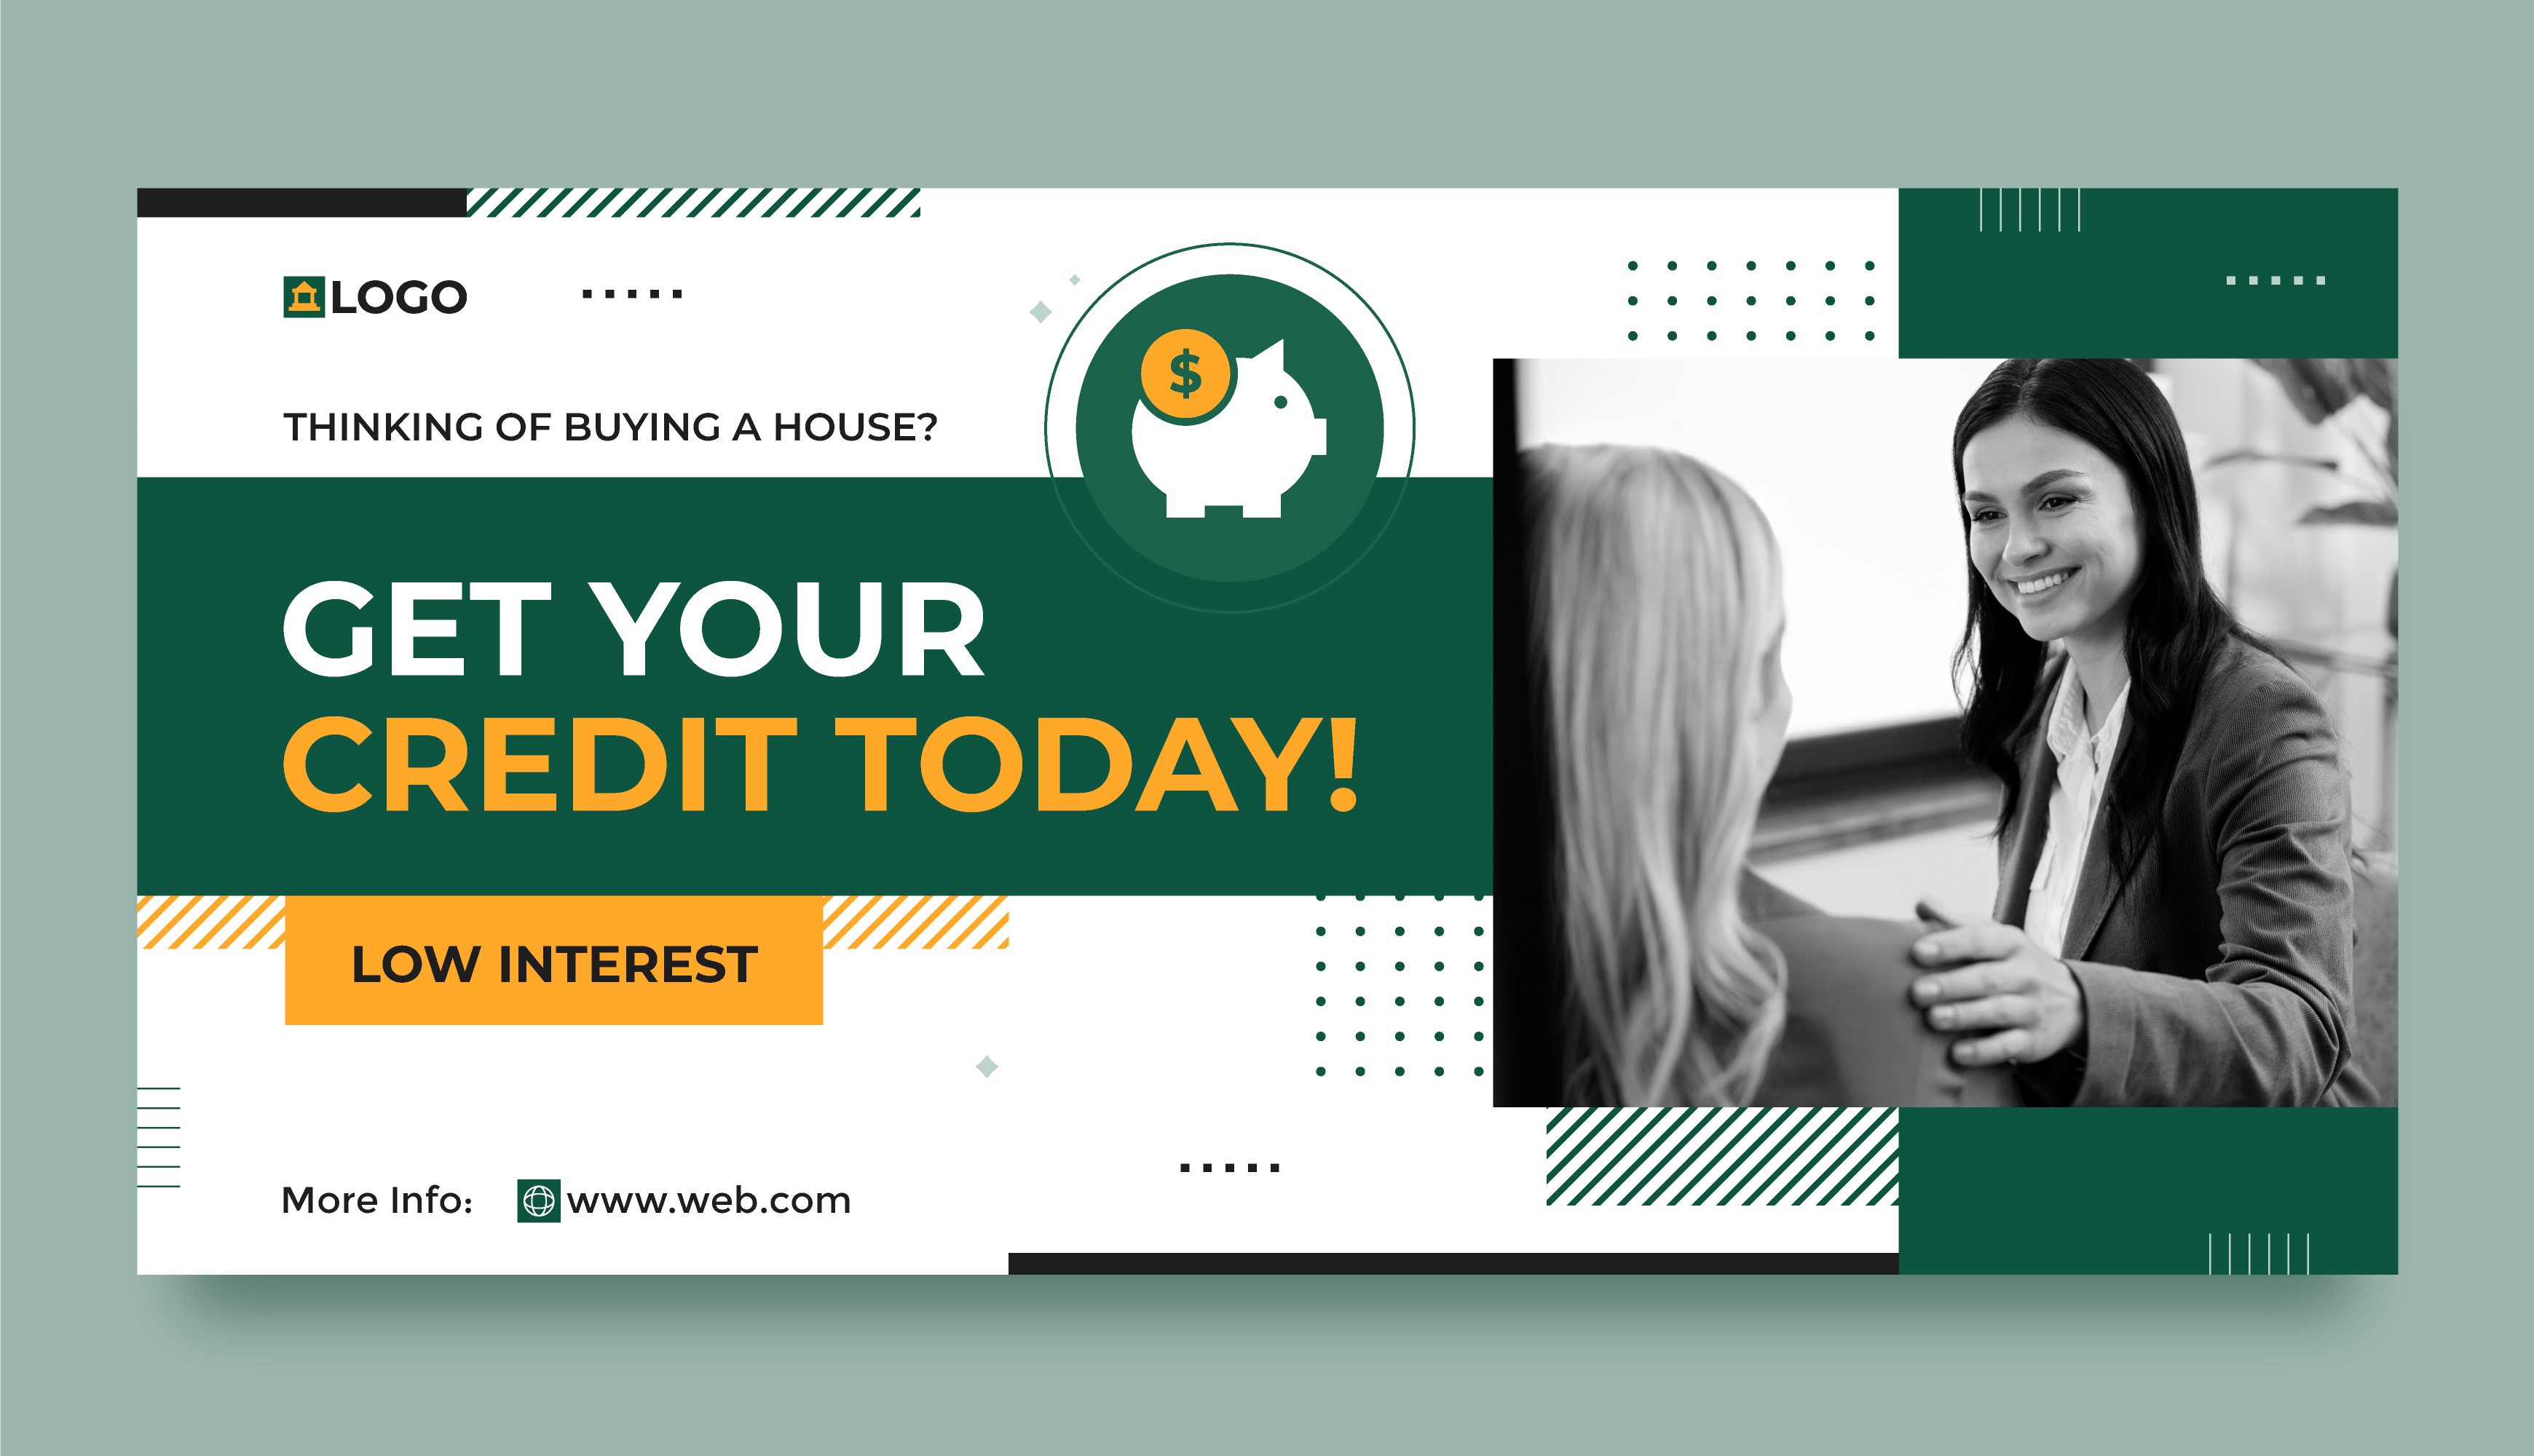 LOGO
THINKING OF BUYING A HOUSE?
$
GET YOUR
CREDIT TODAY!
LOW INTEREST
More Info:
www.web.com